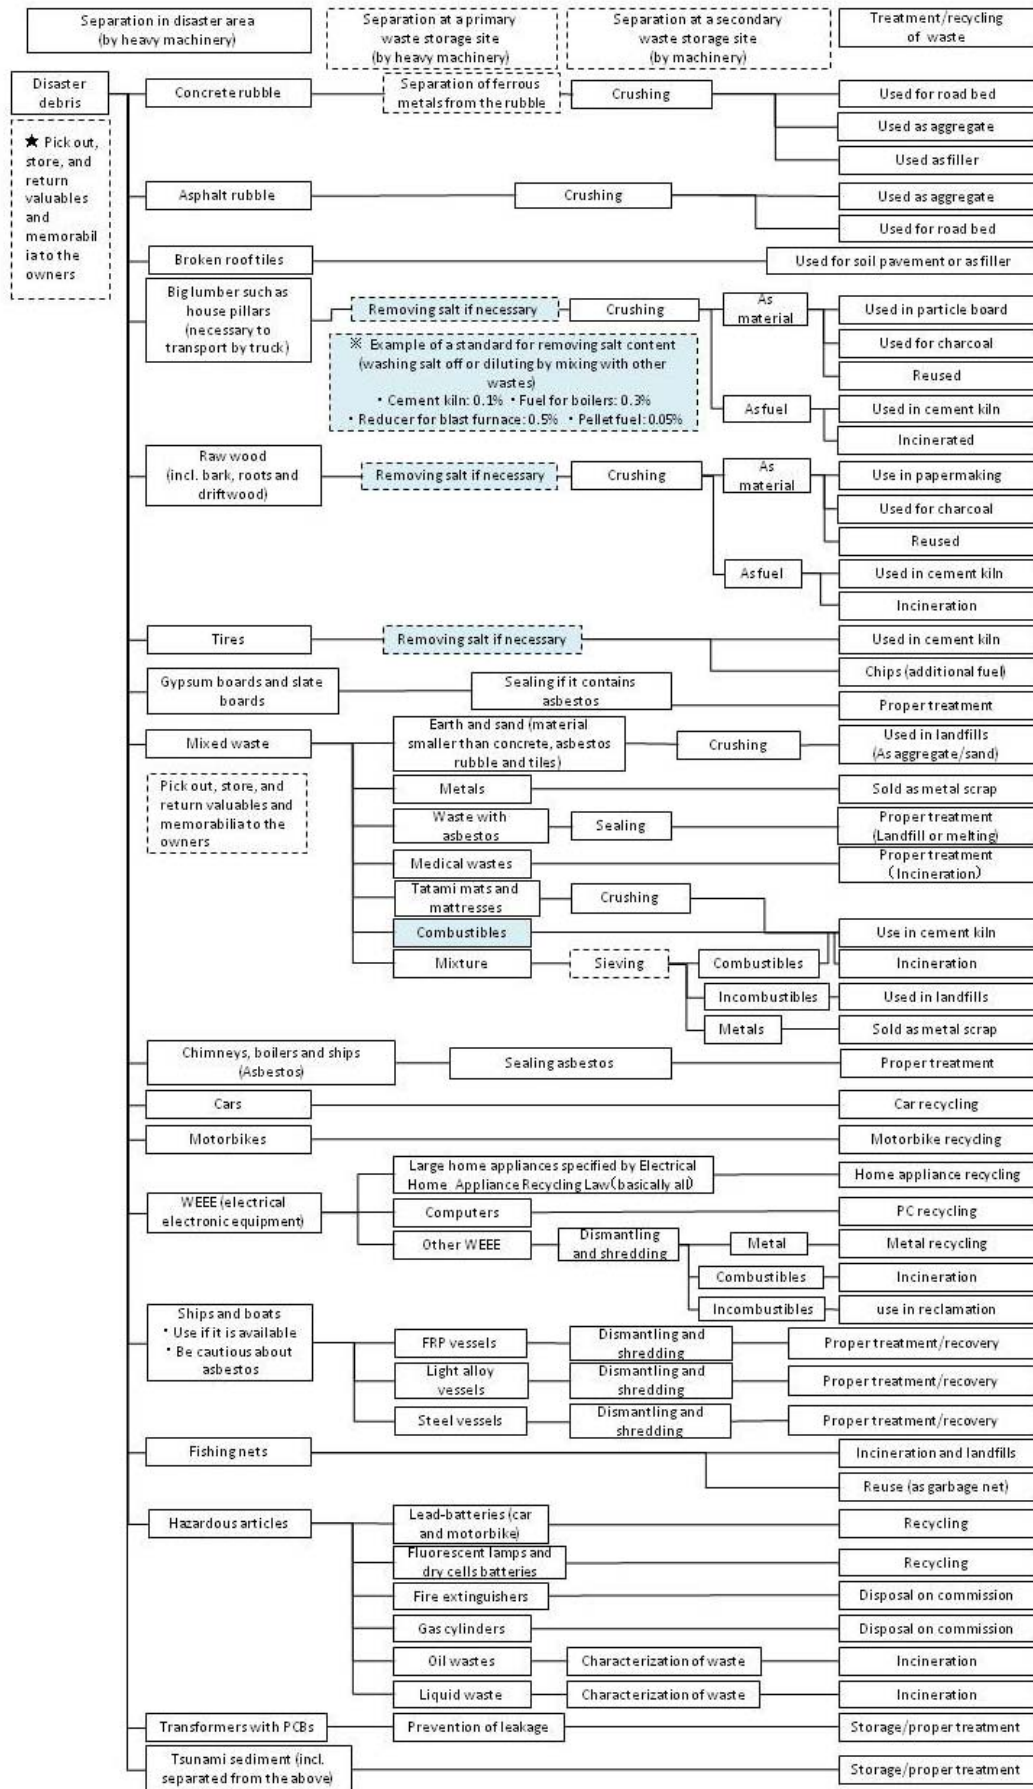 Separation in disaster area
(by heavy machinery)
Separation at a primary
waste storage site
(by heavy machinery)
Separation at a secondary
waste storage site
(by machinery)
Treatment/recycling
of waste
Disaster
debris
★ Pick out,
store, and
return
valuables
and
memorabil
ia to the
owners
Concrete rubble
Separation of ferrous
metals from the rubble
Crushing
Used for road bed
Used as aggregate
Used as filler
Asphalt rubble
Crushing
Used as aggregate
Used for road bed
Broken roof tiles
Used for soil pavement or as filler
Big lumber such as
house pillars
(necessary to
transport by truck)
Removing salt if necessary
Crushing
As
material
Used in particle board
Used for charcoal
Reused
※ Example of a standard for removing salt content
(washing salt off or diluting by mixing with other
wastes)
・Cement kiln: 0.1% ・Fuel for boilers: 0.3%
・Reducer for blast furnace: 0.5% ・Pellet fuel: 0.05%
As fuel
Used in cement kiln
Incinerated
Raw wood
(incl. bark, roots and
driftwood)
Removing salt if necessary
Crushing
As
material
Use in papermaking
Used for charcoal
Reused
As fuel
Used in cement kiln
Incineration
Tires
Removing salt if necessary
Used in cement kiln
Chips (additional fuel)
Gypsum boards and slate
boards
Sealing if it contains
asbestos
Proper treatment
Mixed waste
Earth and sand (material
smaller than concrete, asbestos
rubble and tiles)
Crushing
Used in landfills
(As aggregate/sand)
Pick out, store, and
return valuables and
memorabilia to the
owners
Metals
Sold as metal scrap
Waste with
asbestos
Sealing
Proper treatment
(Landfill or melting)
Medical wastes
Proper treatment
(Incineration)
Tatami mats and
mattresses
Crushing
Combustibles
Use in cement kiln
Mixture
Sieving
Combustibles
Incineration
Incombustibles
Used in landfills
Metals
Sold as metal scrap
Chimneys, boilers and ships
(Asbestos)
Sealing asbestos
Proper treatment
Cars
Car recycling
Motorbikes
Motorbike recycling
WEEE (electrical
electronic equipment)
Large home appliances specified by Electrical
Home Appliance Recycling Law(basically all)
Home appliance recycling
Computers
PC recycling
Other WEEE
Dismantling
and shredding
Metal
Metal recycling
Combustibles
Incineration
Incombustibles
use in reclamation
Ships and boats
・Use if it is available
・Be cautious about
asbestos
FRP vessels
Dismantling and
shredding
Proper treatment/recovery
Light alloy
vessels
Dismantling and
shredding
Proper treatment/recovery
Steel vessels
Dismantling and
shredding
Proper treatment/recovery
Fishing nets
Incineration and landfills
Reuse (as garbage net)
Hazardous articles
Lead-batteries (car
and motorbike)
Recycling
Fluorescent lamps and
dry cells batteries
Recycling
Fire extinguishers
Disposal on commission
Gas cylinders
Disposal on commission
Oil wastes
Characterization of waste
Incineration
Liquid waste
Characterization of waste
Incineration
Transformers with PCBs
Prevention of leakage
Storage/proper treatment
Tsunami sediment (incl.
separated from the above)
Storage/proper treatment